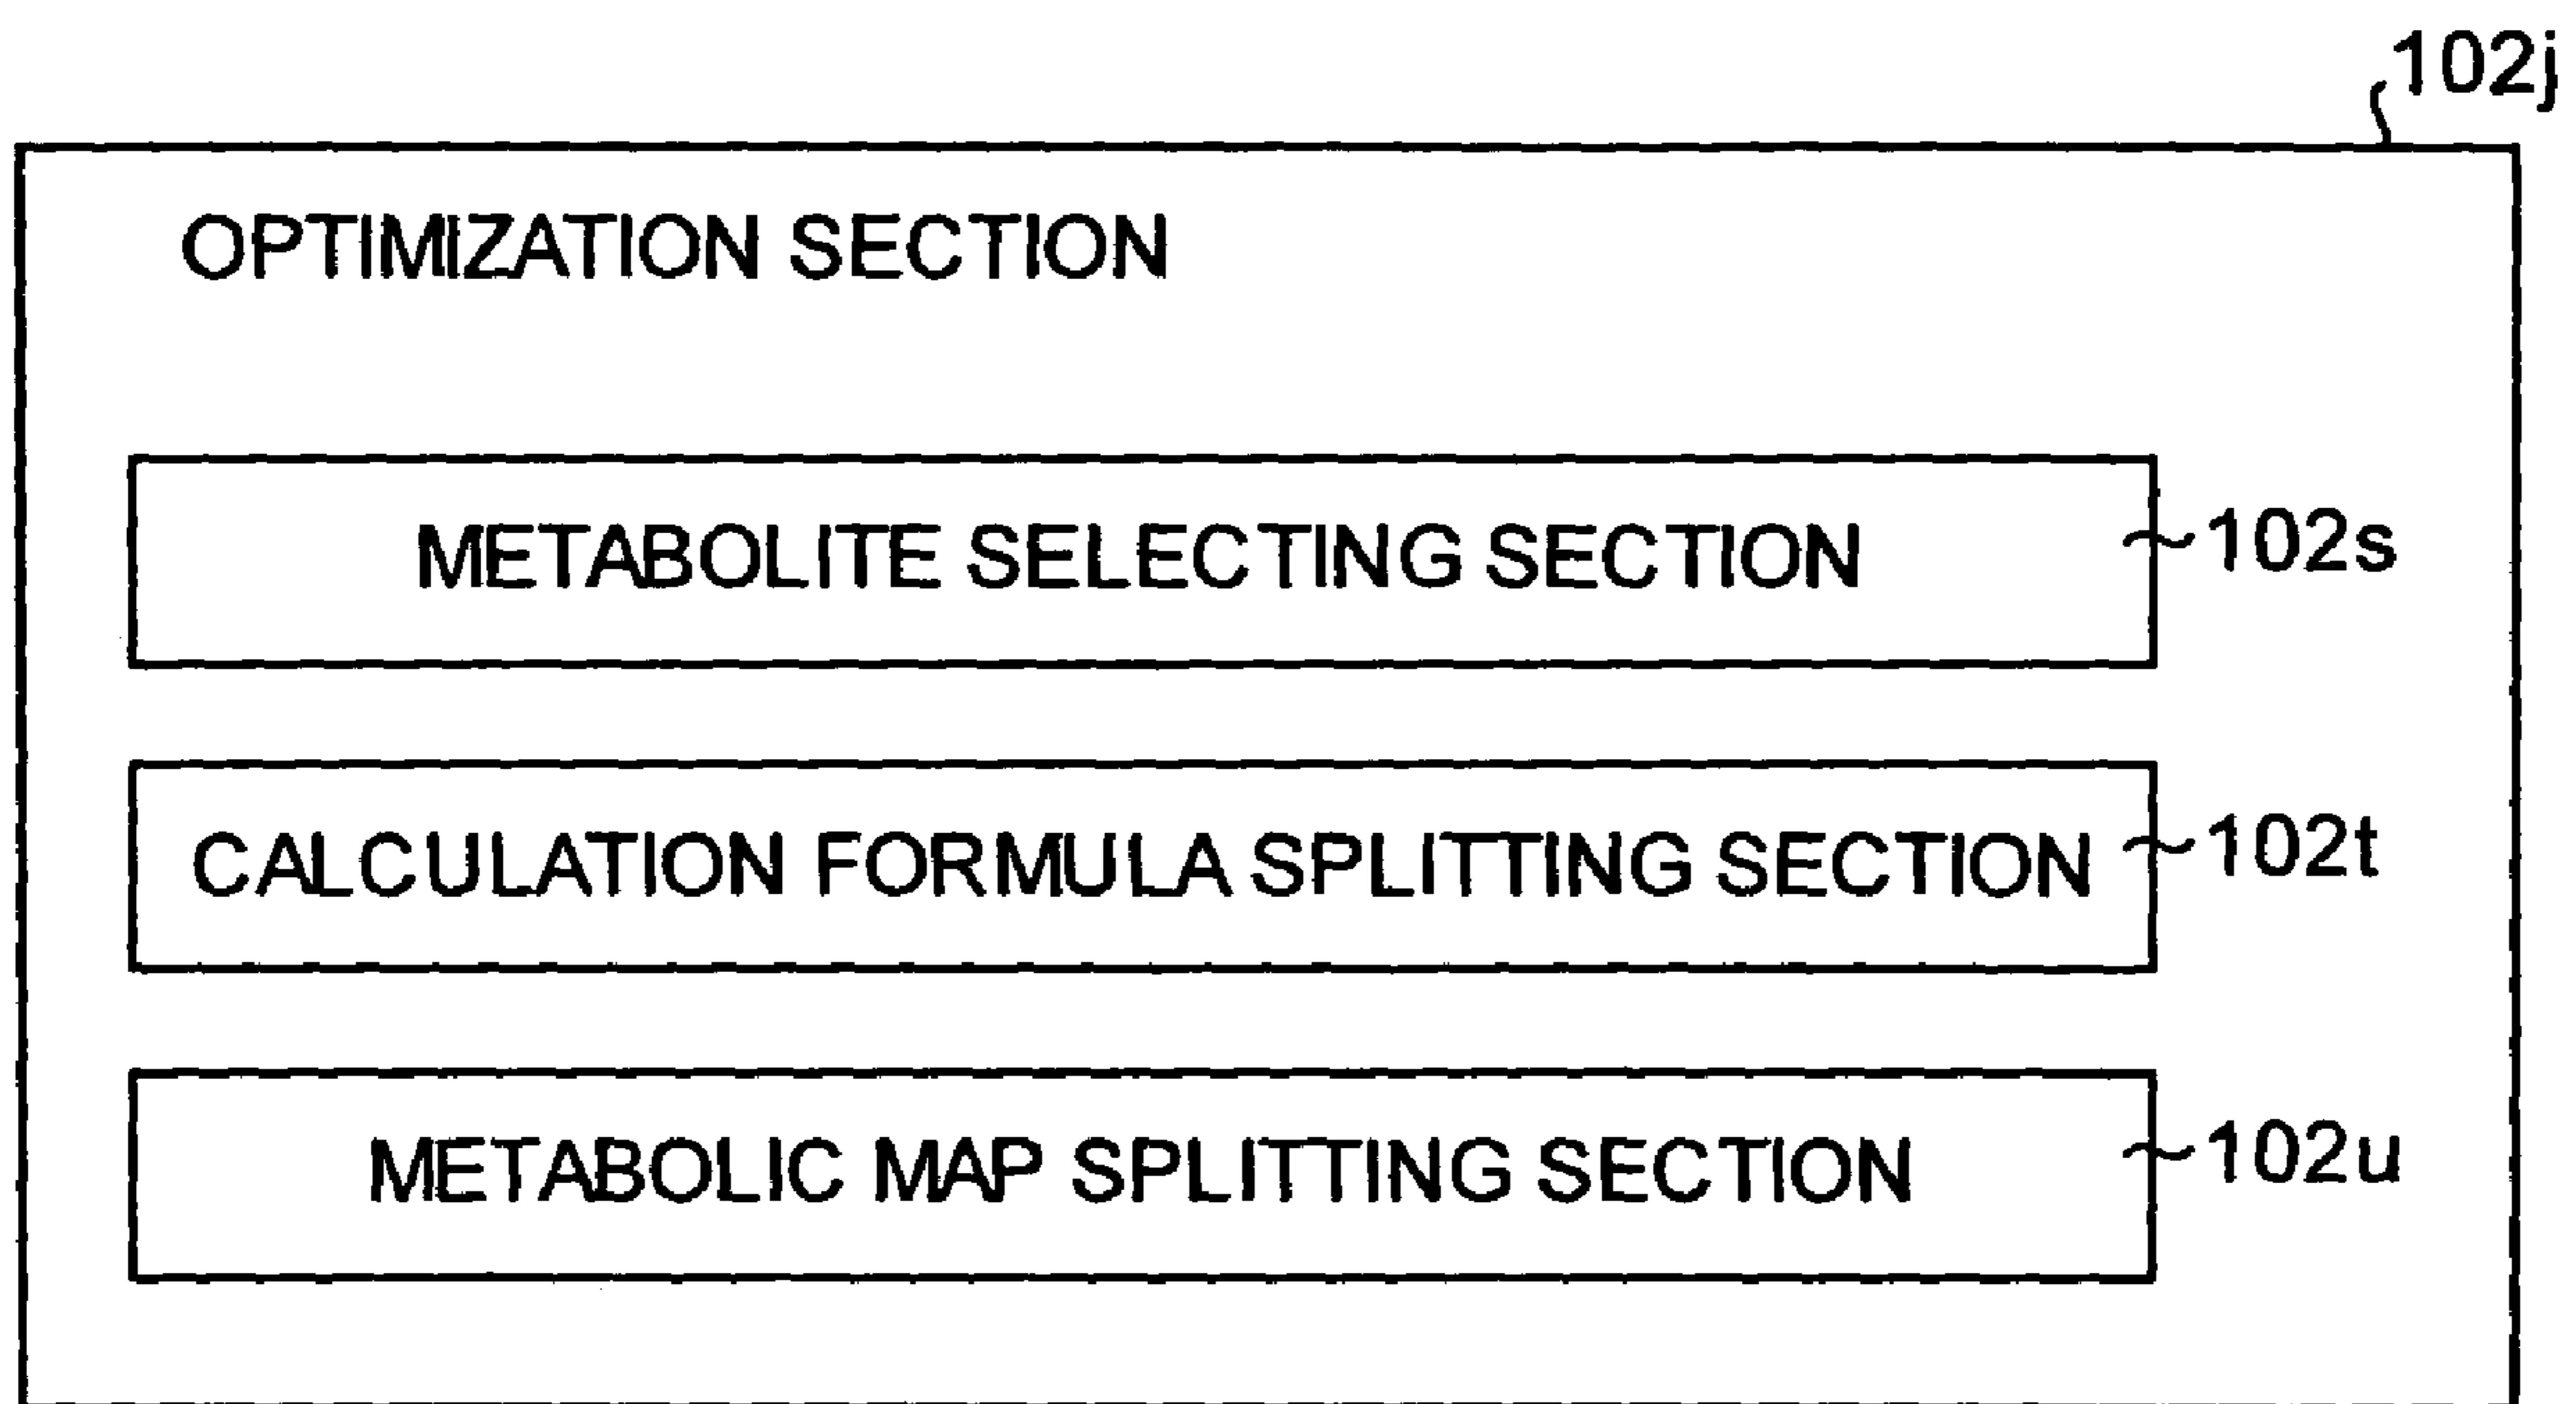 102j
OPTIMIZATION SECTION
METABOLITE SELECTING SECTION 102s
CALCULATION FORMULA SPLITTING SECTION 102t
METABOLIC MAP SPLITTING SECTION 102u